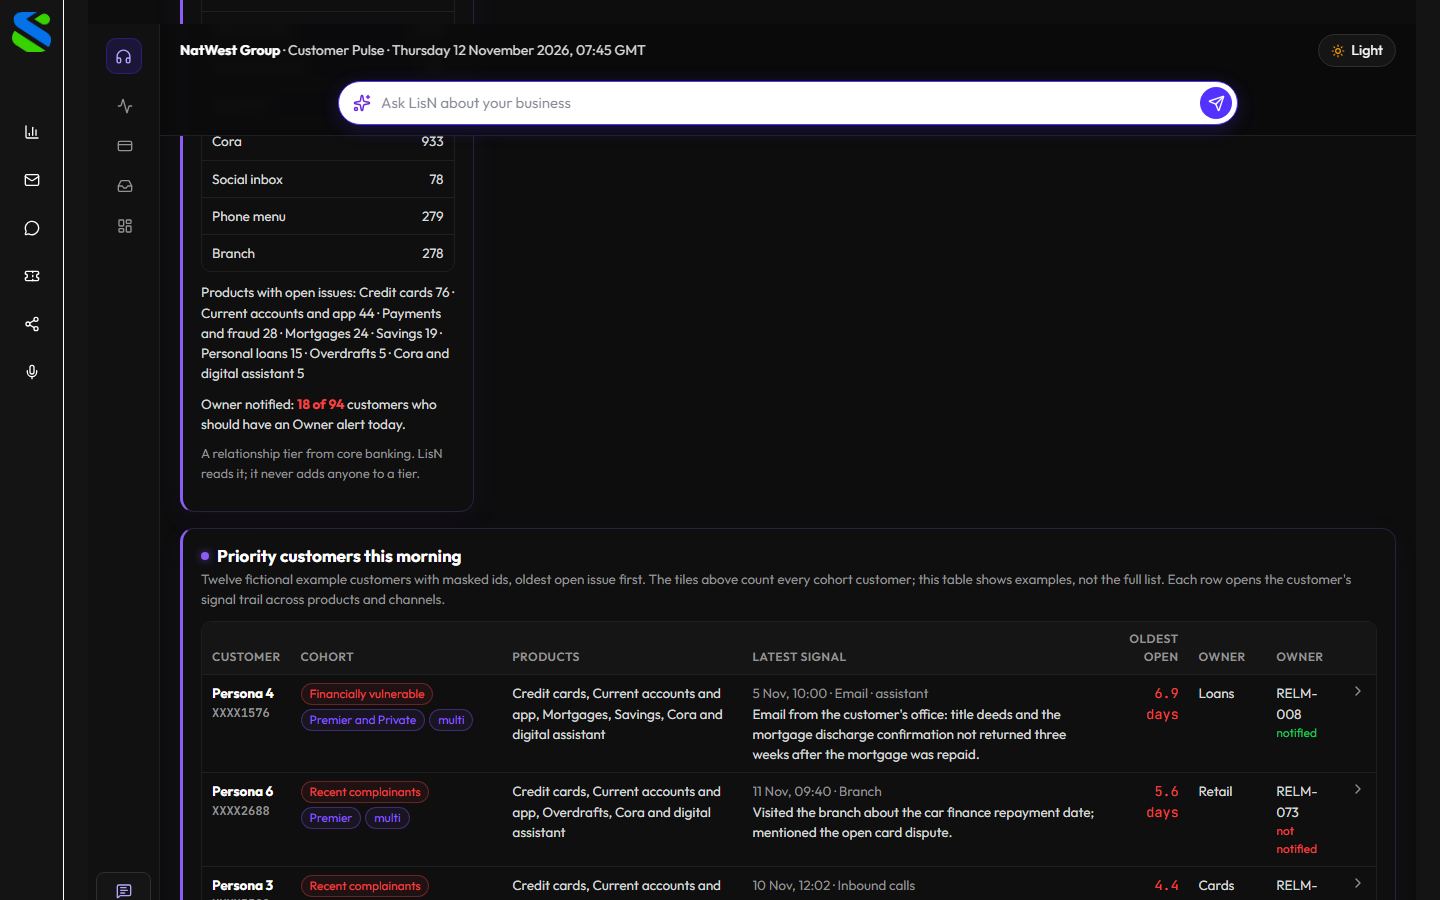 NatWest Group · Customer Pulse · Thursday 12 November 2026, 07:45 GMT
Light
Ask LisN about your business
Cora 933
Social inbox 78
Phone menu 279
Branch 278
Products with open issues: Credit cards 76 ·
Current accounts and app 44 · Payments
and fraud 28 · Mortgages 24 · Savings 19 ·
Personal loans 15 · Overdrafts 5 · Cora and
digital assistant 5
Owner notified: 18 of 94 customers who
should have an Owner alert today.
A relationship tier from core banking. LisN
reads it; it never adds anyone to a tier.
Priority customers this morning
Twelve fictional example customers with masked ids, oldest open issue first. The tiles above count every cohort customer; this table shows examples, not the full list. Each row opens the customer's
signal trail across products and channels.
CUSTOMER COHORT PRODUCTS LATEST SIGNAL OLDEST OPEN OWNER OWNER
Persona 4
XXXX1576
Financially vulnerable
Premier and Private multi
Credit cards, Current accounts and
app, Mortgages, Savings, Cora and
digital assistant
5 Nov, 10:00 · Email · assistant
Email from the customer's office: title deeds and the
mortgage discharge confirmation not returned three
weeks after the mortgage was repaid.
6.9
days
Loans
RELM-
008
notified
Persona 6
XXXX2688
Recent complainants
Premier multi
Credit cards, Current accounts and
app, Overdrafts, Cora and digital
assistant
11 Nov, 09:40 · Branch
Visited the branch about the car finance repayment date;
mentioned the open card dispute.
5.6
days
Retail
RELM-
073
not
notified
Persona 3
Recent complainants
Credit cards, Current accounts and
10 Nov, 12:02 · Inbound calls
4.4
Cards
RELM-